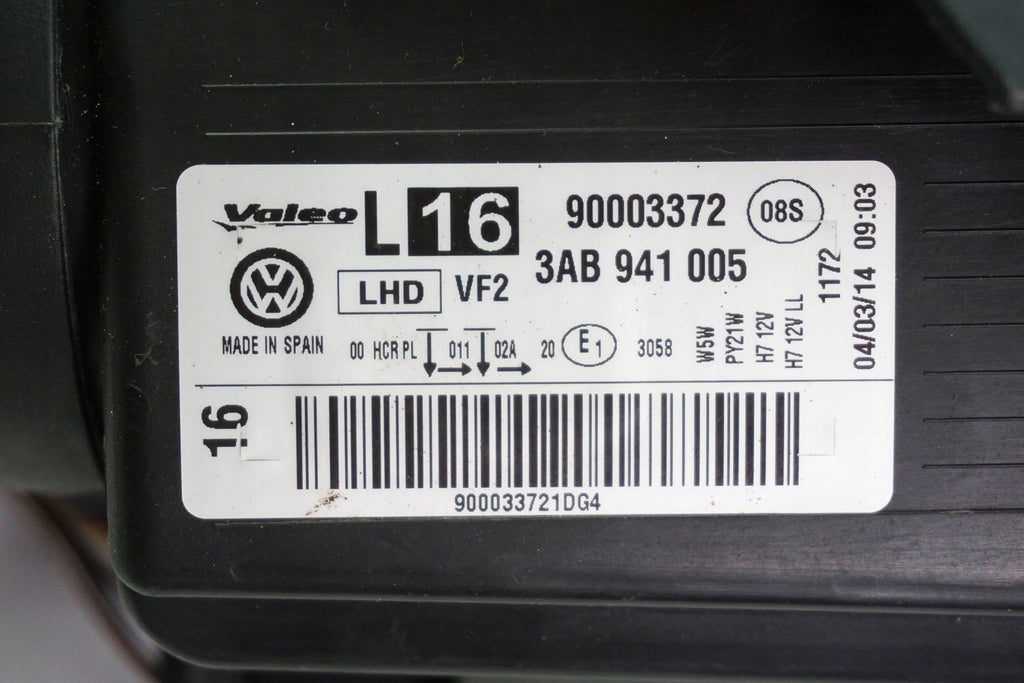 Valeo L 16 90003372 08S
LHD VF2 3AB 941 005
MADE IN SPAIN
00 HCR PL 011 02A 20 E1 3058
W5W
PY21W
H7 12V
H7 12V LL
1172
04/03/14 09:03
16
900033721DG4